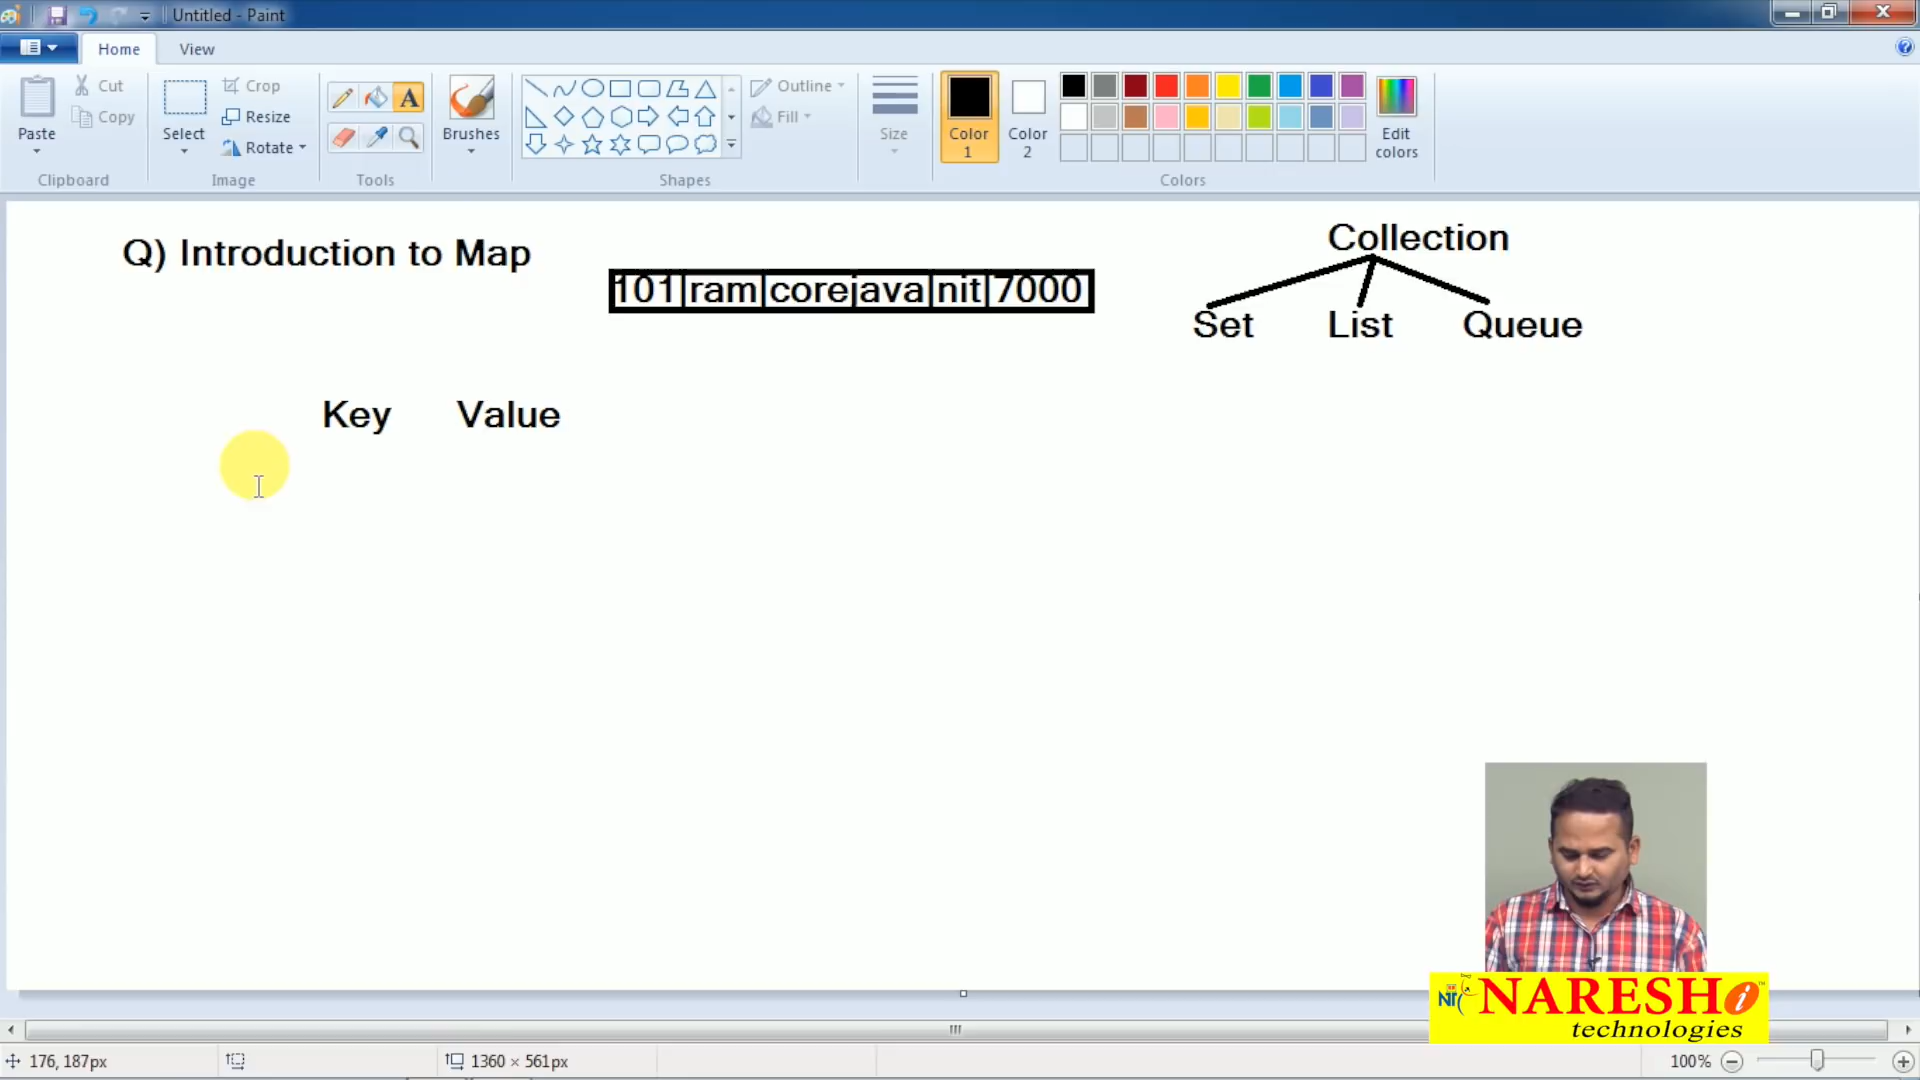 Untitled - Paint
Home
View
Paste
Cut
Copy
Clipboard
Select
Crop
Resize
Rotate
Image
A
Tools
Brushes
Shapes
Outline
Fill
Size
Color 1
Color 2
Edit colors
Colors
Q) Introduction to Map
101|ram|corejava|nit|7000
Collection
Set List Queue
Key Value
NARESH i
technologies
176, 187px
1360 × 561px
100%